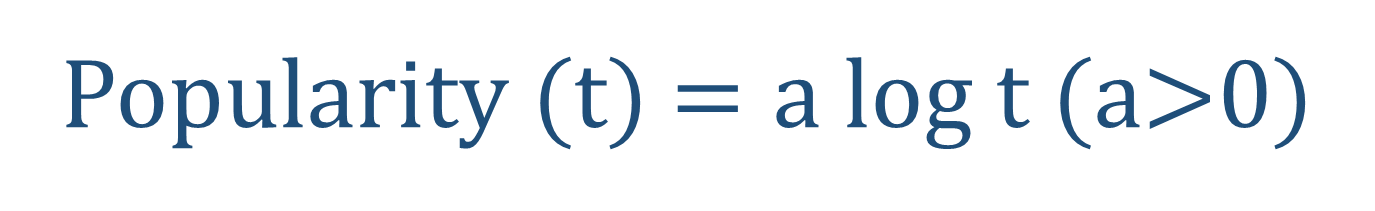 Popularity (t) = a log t (a>0)